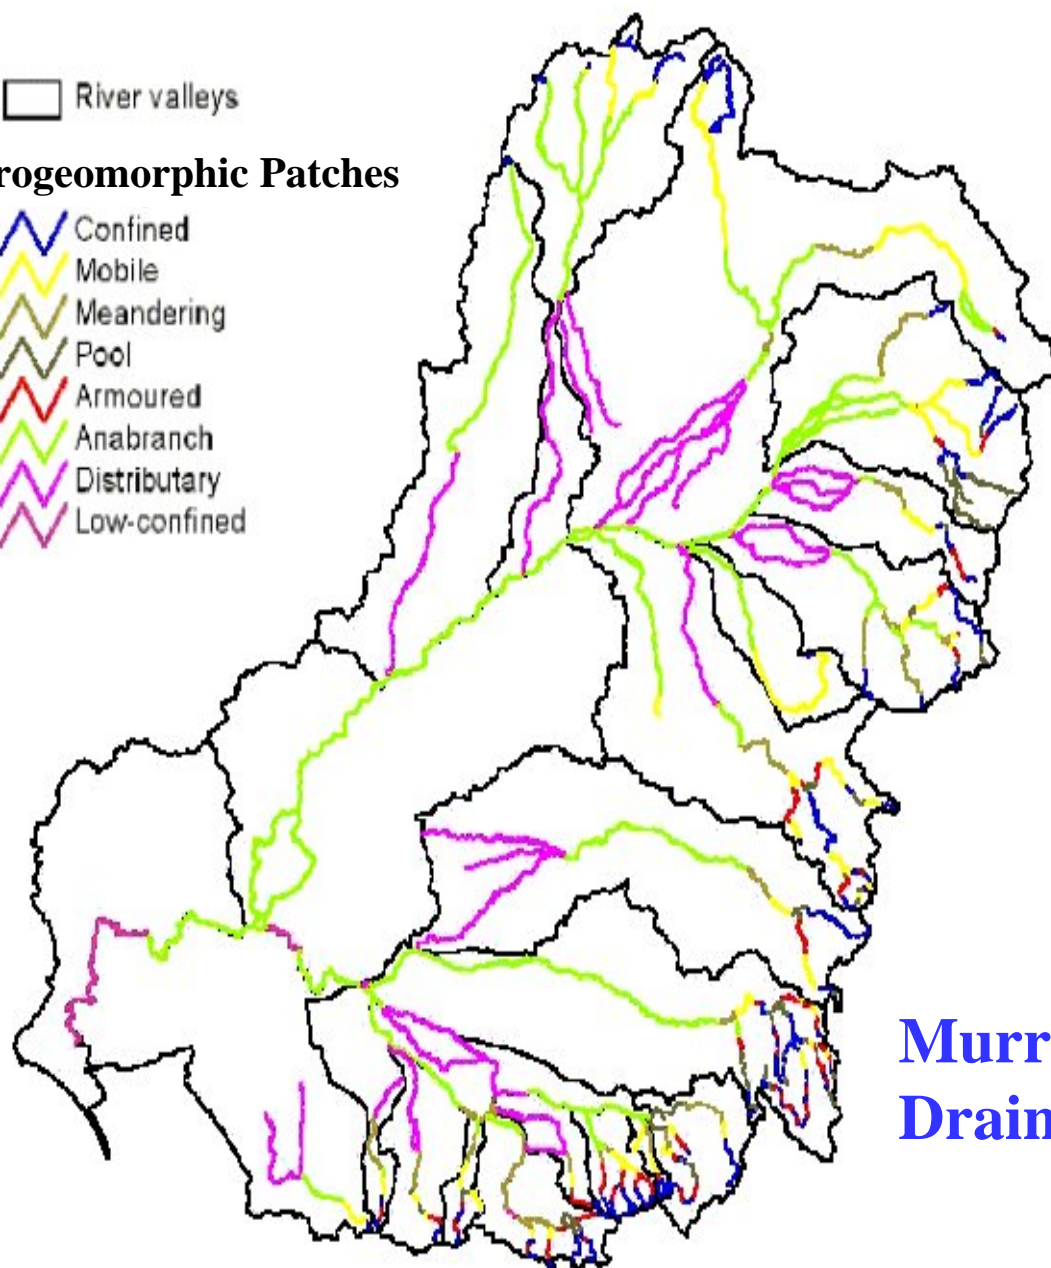 River valleys
rogeomorphic Patches
Confined
Mobile
Meandering
Pool
Armoured
Anabranch
Distributary
Low-confined
Murr
Drain